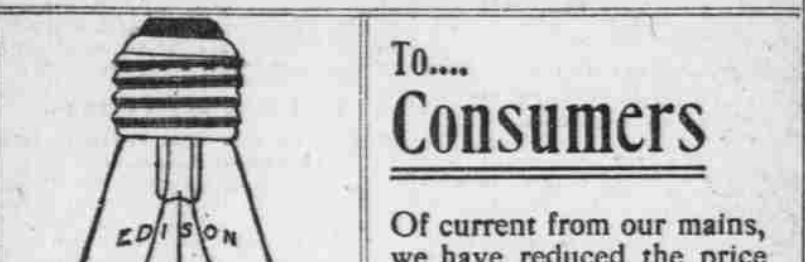 EDISON
To....
Consumers
Of current from our mains,
we have reduced the price